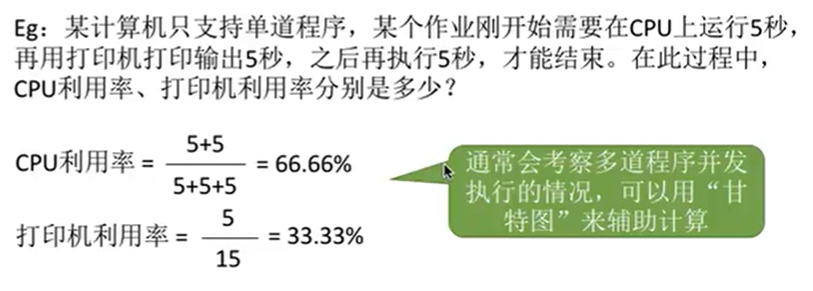 Eg：某计算机只支持单道程序，某个作业刚开始需要在CPU上运行5秒，
再用打印机打印输出5秒，之后再执行5秒，才能结束。在此过程中，
CPU利用率、打印机利用率分别是多少？
5+5
CPU利用率 = = 66.66%
5+5+5
5
打印机利用率 = = 33.33%
15
通常会考察多道程序并发
执行的情况，可以用“甘
特图”来辅助计算